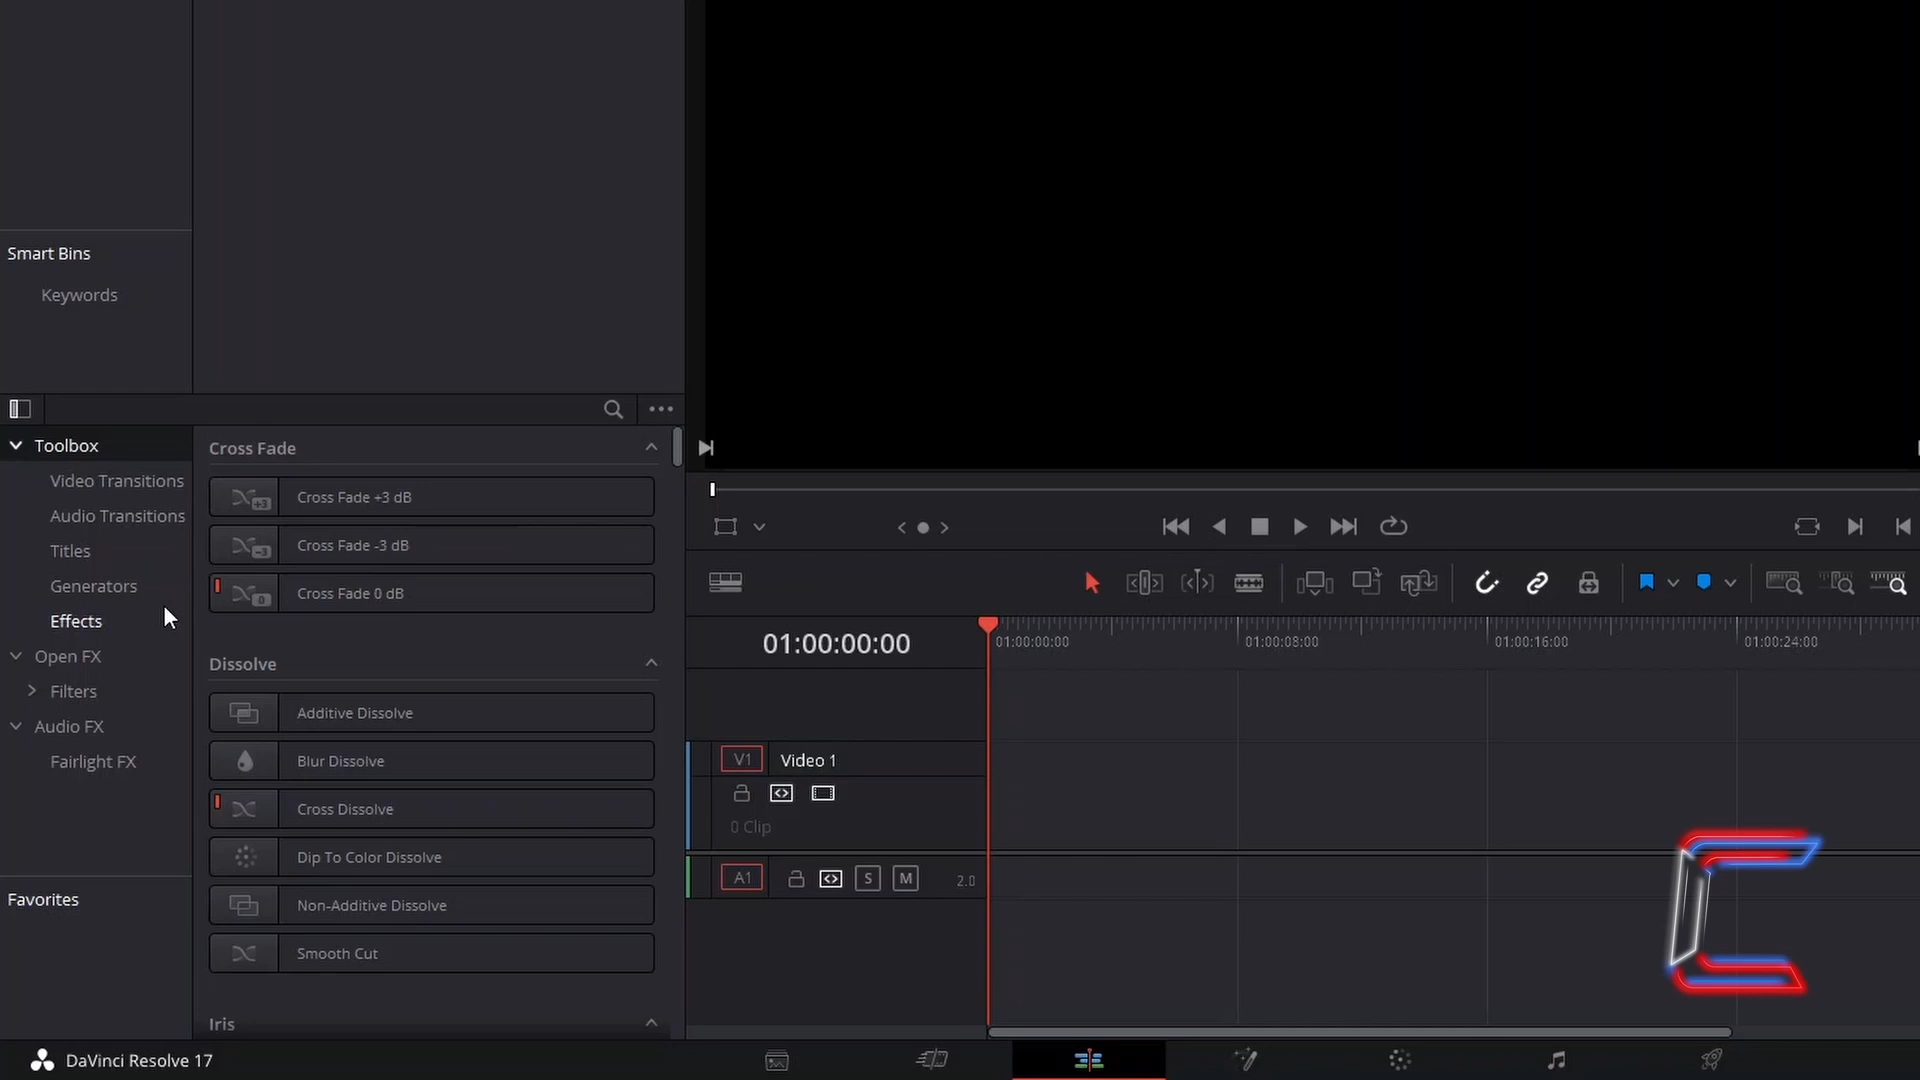 Smart Bins
Keywords
Toolbox
Video Transitions
Audio Transitions
Titles
Generators
Effects
Open FX
Filters
Audio FX
Fairlight FX
Favorites
Cross Fade
+3
Cross Fade +3 dB
-3
Cross Fade -3 dB
0
Cross Fade 0 dB
Dissolve
Additive Dissolve
Blur Dissolve
Cross Dissolve
Dip To Color Dissolve
Non-Additive Dissolve
Smooth Cut
Iris
01:00:00:00
01:00:00:00 01:00:08:00 01:00:16:00 01:00:24:00
V1 Video 1
0 Clip
A1 S M 2.0
DaVinci Resolve 17